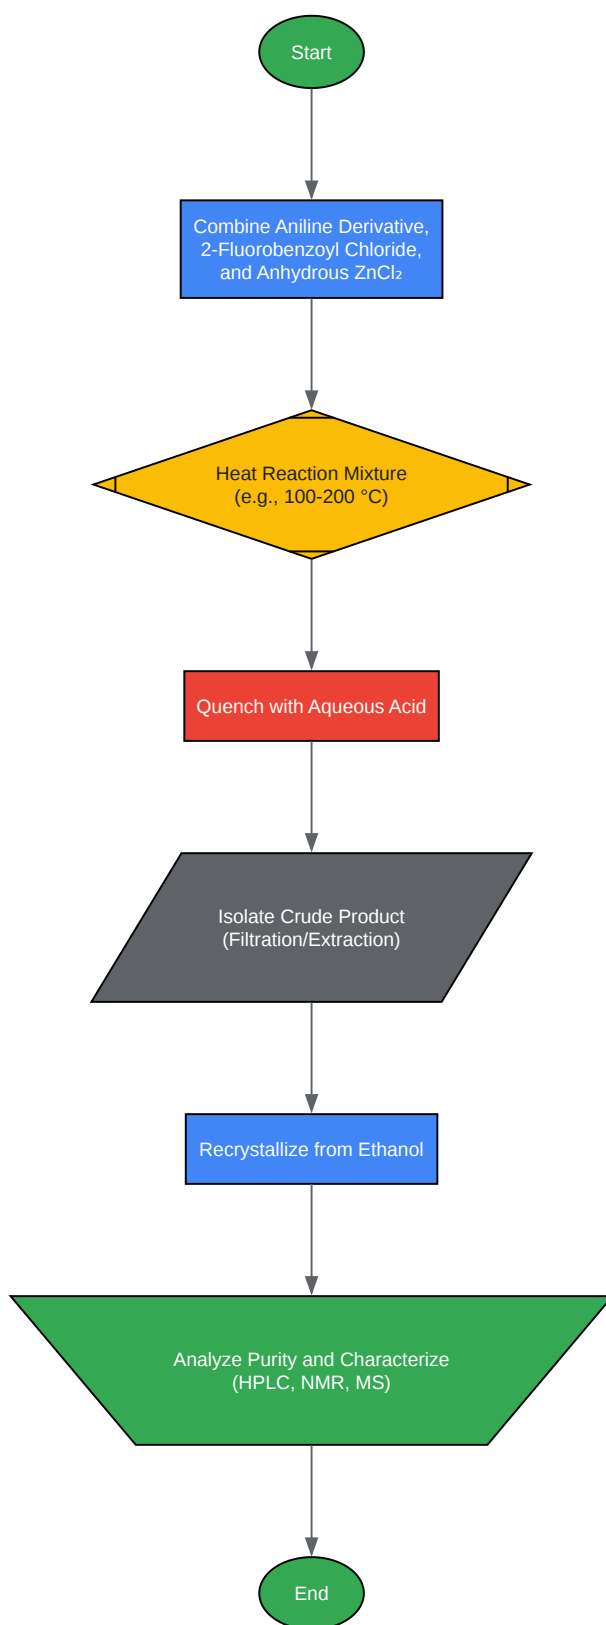 Start
Combine Aniline Derivative,
2-Fluorobenzoyl Chloride,
and Anhydrous ZnCl₂
Heat Reaction Mixture
(e.g., 100-200 °C)
Quench with Aqueous Acid
Isolate Crude Product
(Filtration/Extraction)
Recrystallize from Ethanol
Analyze Purity and Characterize
(HPLC, NMR, MS)
End